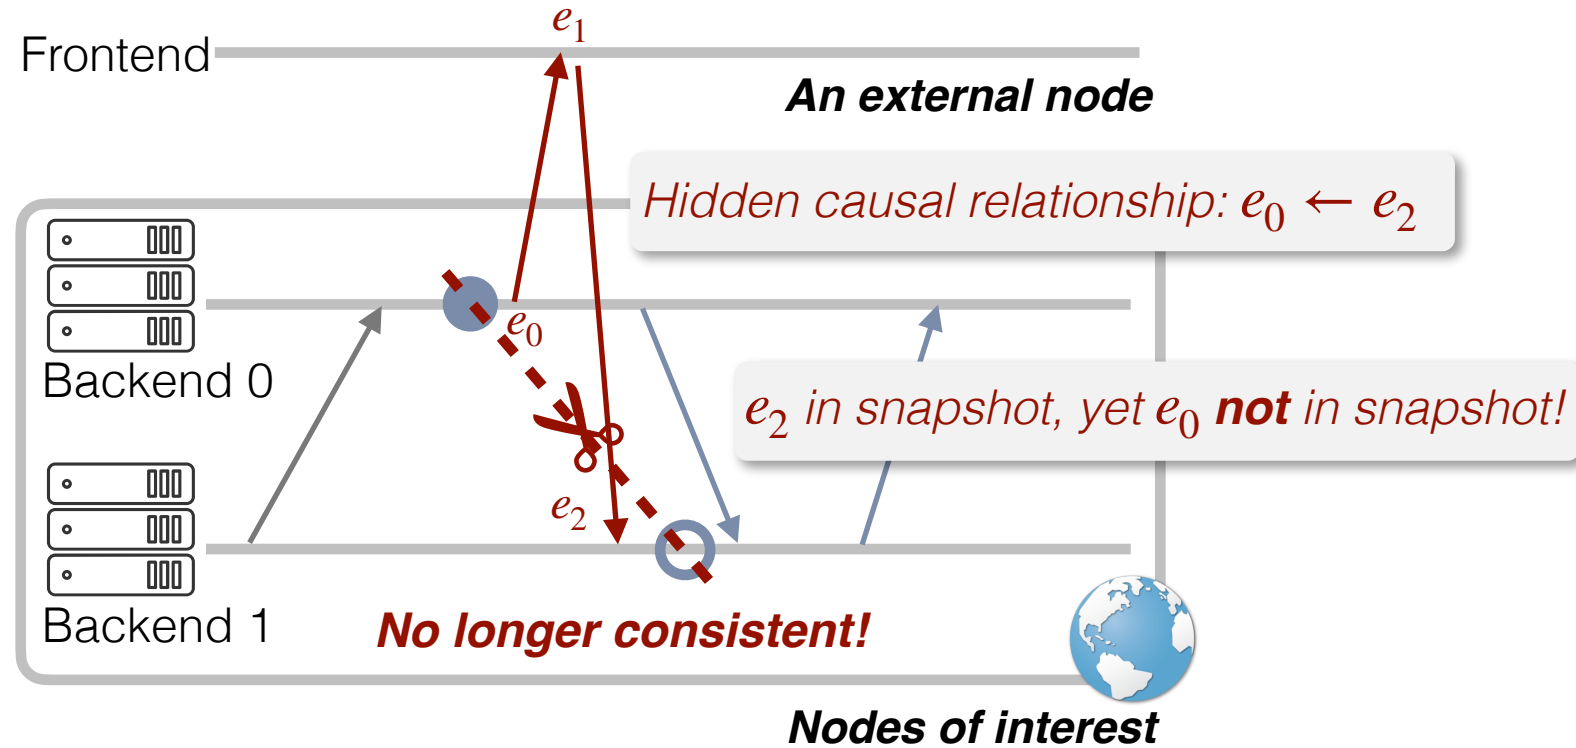 e₁
Frontend
An external node
Hidden causal relationship: e₀ ← e₂
e₀
Backend 0
e₂ in snapshot, yet e₀ not in snapshot!
e₂
Backend 1
No longer consistent!
Nodes of interest